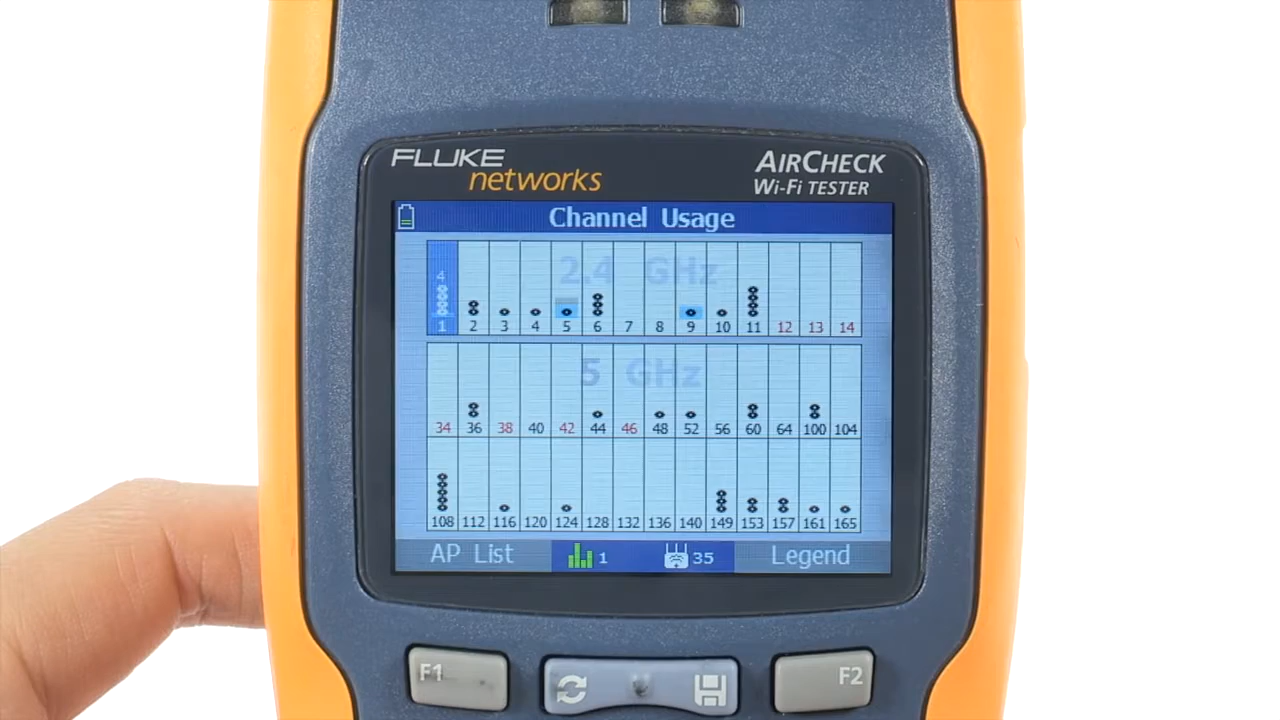 FLUKE
networks
AIRCHECK
WI-FI TESTER
Channel Usage
2.4 GHz
4
1 2 3 4 5 6 7 8 9 10 11 12 13 14
5 GHz
34 36 38 40 42 44 46 48 52 56 60 64 100 104
108 112 116 120 124 128 132 136 140 149 153 157 161 165
AP List 1 35 Legend
F1 F2